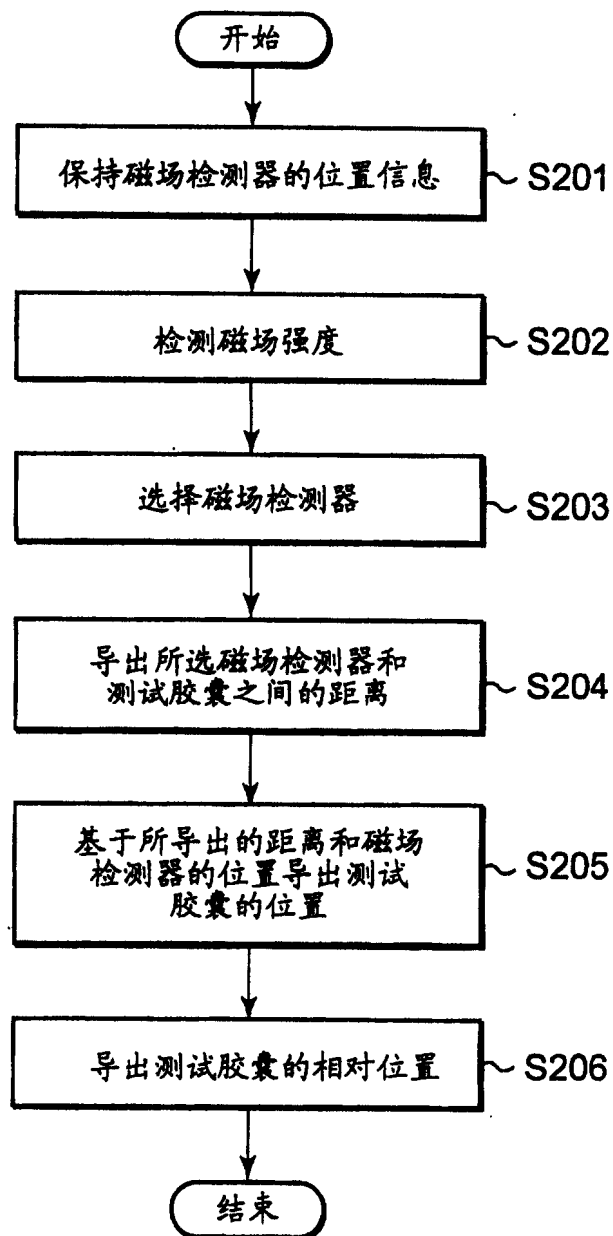 开始
保持磁场检测器的位置信息
S201
检测磁场强度
S202
选择磁场检测器
S203
导出所选磁场检测器和
测试胶囊之间的距离
S204
基于所导出的距离和磁场
检测器的位置导出测试
胶囊的位置
S205
导出测试胶囊的相对位置
S206
结束